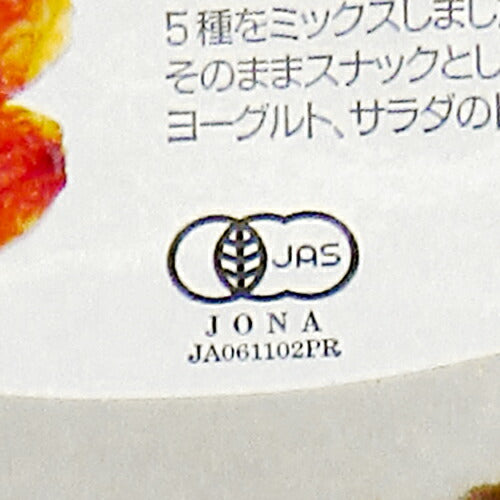 5種をミックスしまし
そのままスナックとし
ヨーグルト、サラダの
JAS
JONA
JA061102PR